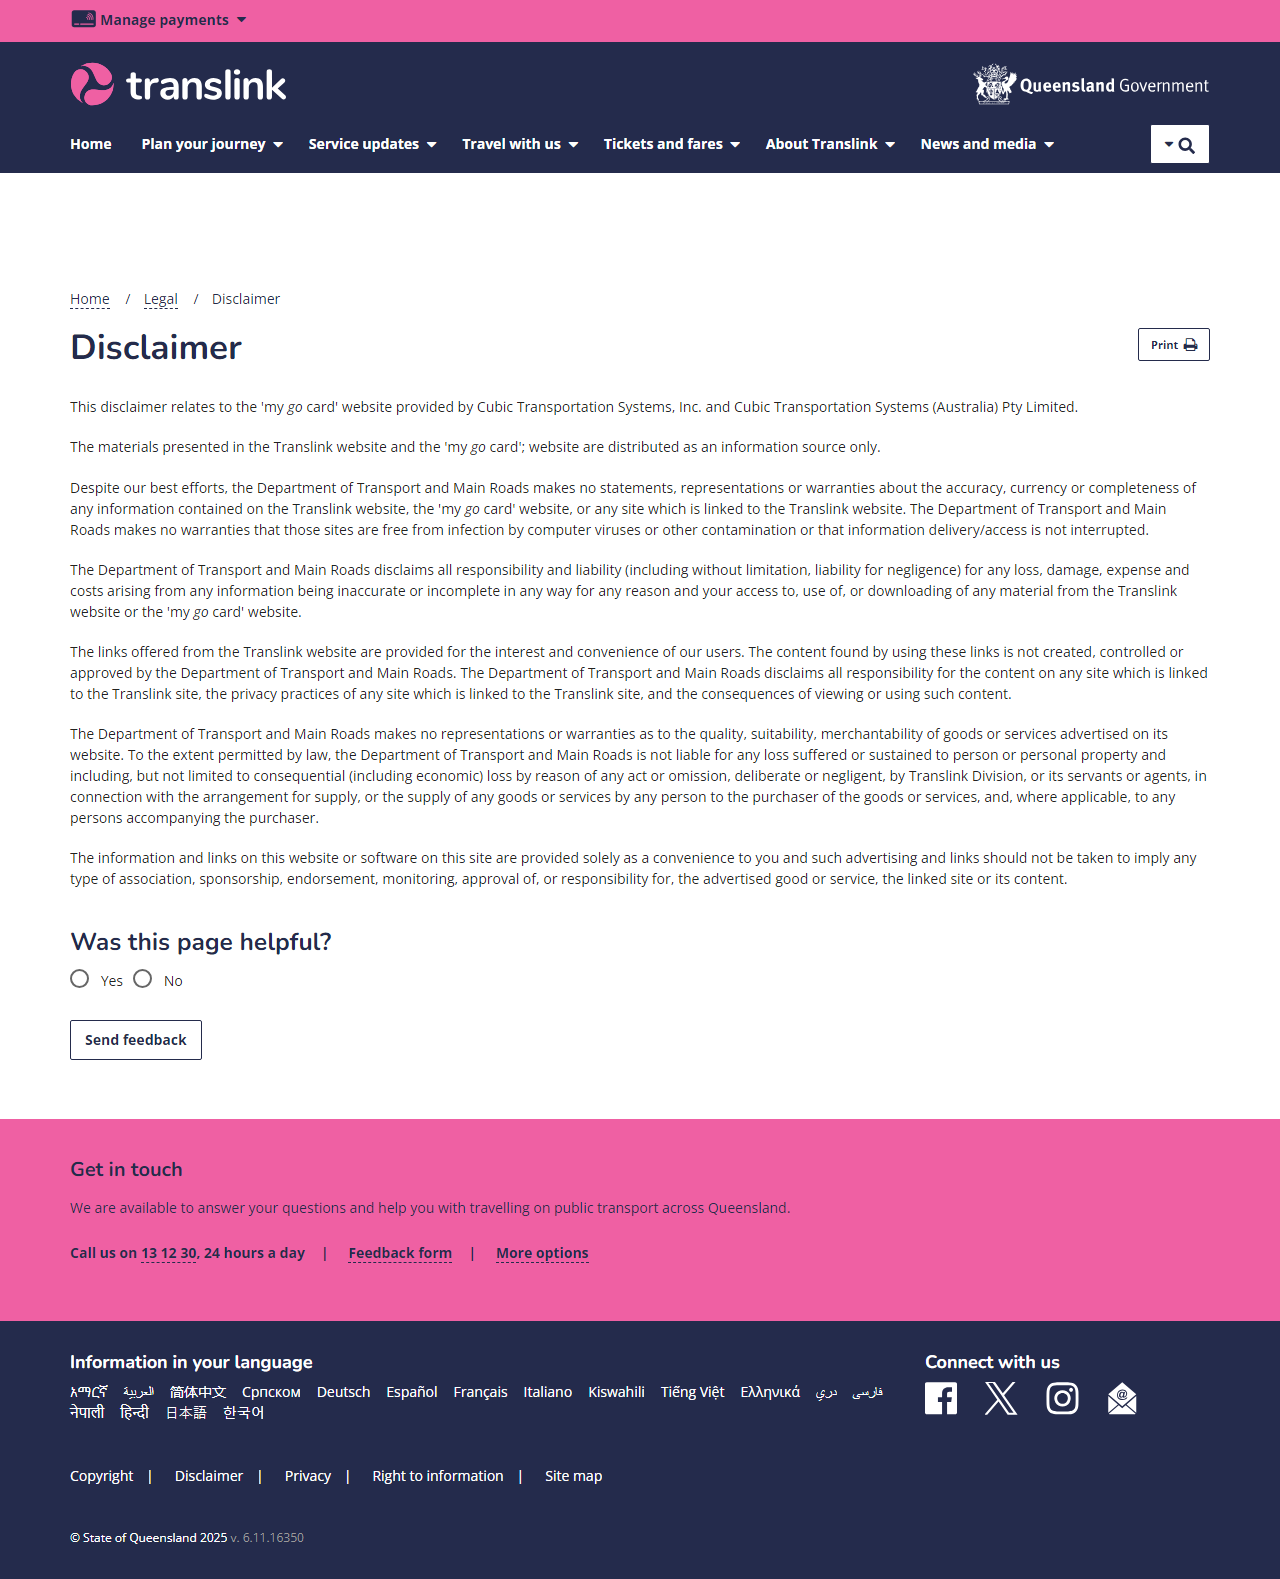 Manage payments
translink
Queensland Government
Home Plan your journey Service updates Travel with us Tickets and fares About Translink News and media
Home / Legal / Disclaimer
Disclaimer
Print
This disclaimer relates to the 'my go card' website provided by Cubic Transportation Systems, Inc. and Cubic Transportation Systems (Australia) Pty Limited.
The materials presented in the Translink website and the 'my go card'; website are distributed as an information source only.
Despite our best efforts, the Department of Transport and Main Roads makes no statements, representations or warranties about the accuracy, currency or completeness of
any information contained on the Translink website, the 'my go card' website, or any site which is linked to the Translink website. The Department of Transport and Main
Roads makes no warranties that those sites are free from infection by computer viruses or other contamination or that information delivery/access is not interrupted.
The Department of Transport and Main Roads disclaims all responsibility and liability (including without limitation, liability for negligence) for any loss, damage, expense and
costs arising from any information being inaccurate or incomplete in any way for any reason and your access to, use of, or downloading of any material from the Translink
website or the 'my go card' website.
The links offered from the Translink website are provided for the interest and convenience of our users. The content found by using these links is not created, controlled or
approved by the Department of Transport and Main Roads. The Department of Transport and Main Roads disclaims all responsibility for the content on any site which is linked
to the Translink site, the privacy practices of any site which is linked to the Translink site, and the consequences of viewing or using such content.
The Department of Transport and Main Roads makes no representations or warranties as to the quality, suitability, merchantability of goods or services advertised on its
website. To the extent permitted by law, the Department of Transport and Main Roads is not liable for any loss suffered or sustained to person or personal property and
including, but not limited to consequential (including economic) loss by reason of any act or omission, deliberate or negligent, by Translink Division, or its servants or agents, in
connection with the arrangement for supply, or the supply of any goods or services by any person to the purchaser of the goods or services, and, where applicable, to any
persons accompanying the purchaser.
The information and links on this website or software on this site are provided solely as a convenience to you and such advertising and links should not be taken to imply any
type of association, sponsorship, endorsement, monitoring, approval of, or responsibility for, the advertised good or service, the linked site or its content.
Was this page helpful?
Yes No
Send feedback
Get in touch
We are available to answer your questions and help you with travelling on public transport across Queensland.
Call us on 13 12 30, 24 hours a day | Feedback form | More options
Information in your language
አማርኛ العربية 简体中文 Српском Deutsch Español Français Italiano Kiswahili Tiếng Việt Ελληνικά دري فارسی
नेपाली हिन्दी 日本語 한국어
Connect with us
Copyright | Disclaimer | Privacy | Right to information | Site map
© State of Queensland 2025 v. 6.11.16350